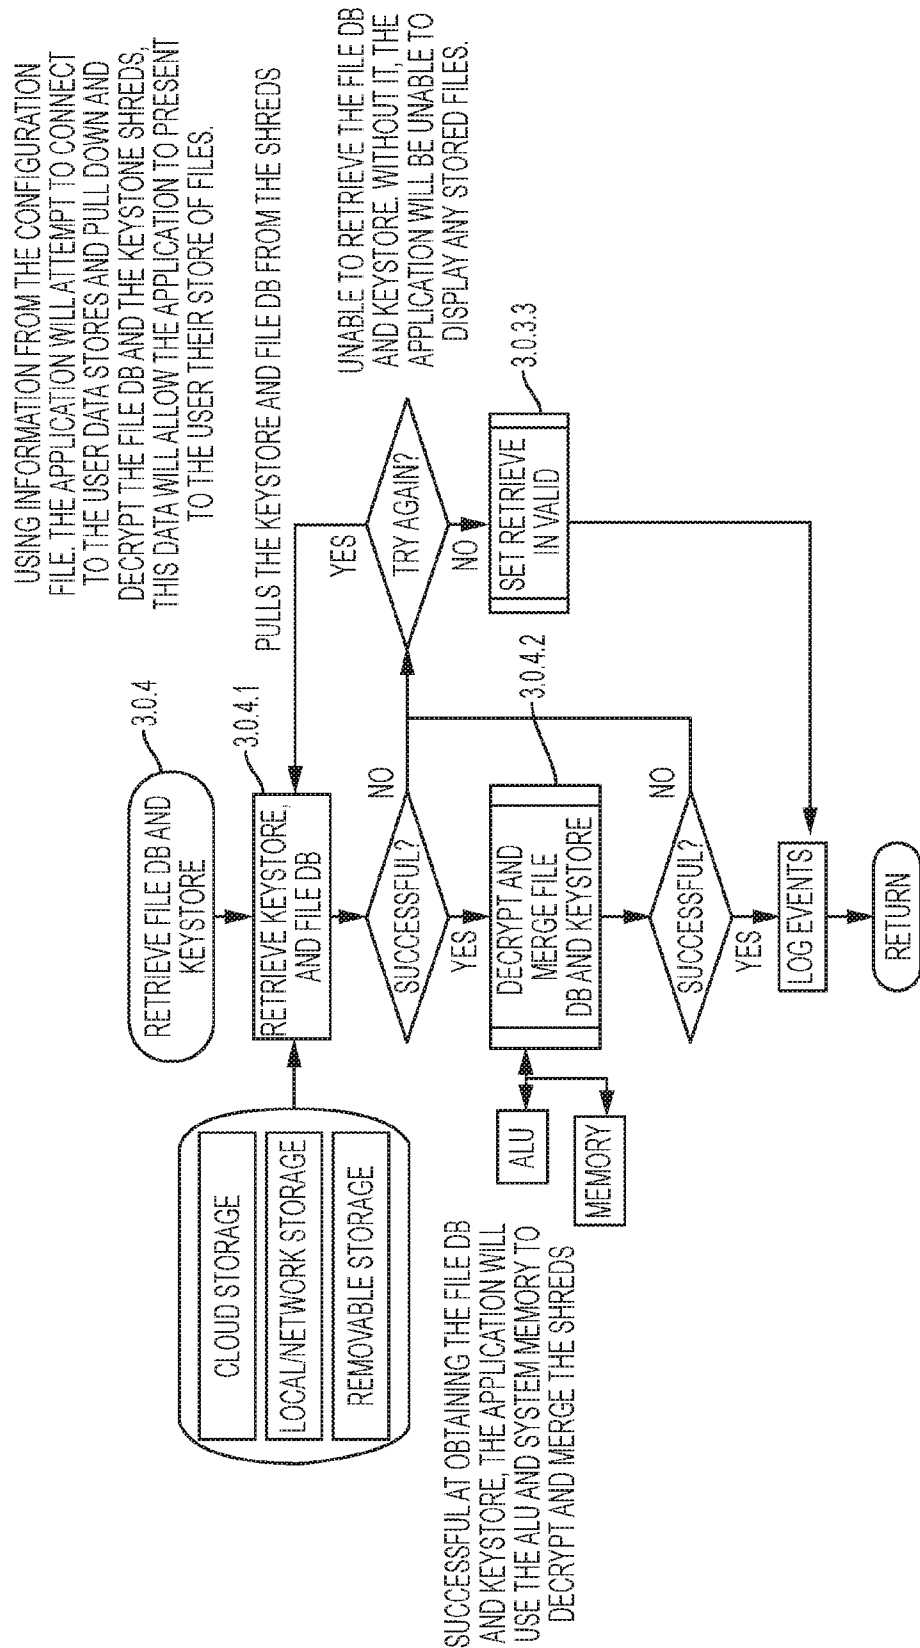 USING INFORMATION FROM THE CONFIGURATION
FILE. THE APPLICATION WILL ATTEMPT TO CONNECT
TO THE USER DATA STORES AND PULL DOWN AND
DECRYPT THE FILE DB AND THE KEYSTONE SHREDS,
THIS DATA WILL ALLOW THE APPLICATION TO PRESENT
TO THE USER THEIR STORE OF FILES.
RETRIEVE FILE DB AND
KEYSTORE
3.0.4
PULLS THE KEYSTORE AND FILE DB FROM THE SHREDS
CLOUD STORAGE
LOCAL/NETWORK STORAGE
REMOVABLE STORAGE
RETRIEVE KEYSTORE,
AND FILE DB
3.0.4.1
YES
SUCCESSFUL?
NO
TRY AGAIN?
UNABLE TO RETRIEVE THE FILE DB
AND KEYSTORE. WITHOUT IT, THE
APPLICATION WILL BE UNABLE TO
DISPLAY ANY STORED FILES.
YES
NO
SUCCESSFUL AT OBTAINING THE FILE DB
AND KEYSTORE, THE APPLICATION WILL
USE THE ALU AND SYSTEM MEMORY TO
DECRYPT AND MERGE THE SHREDS
ALU
MEMORY
DECRYPT AND
MERGE FILE
DB AND KEYSTORE
3.0.4.2
SET RETRIEVE
IN VALID
3.0.3.3
SUCCESSFUL?
NO
YES
LOG EVENTS
RETURN